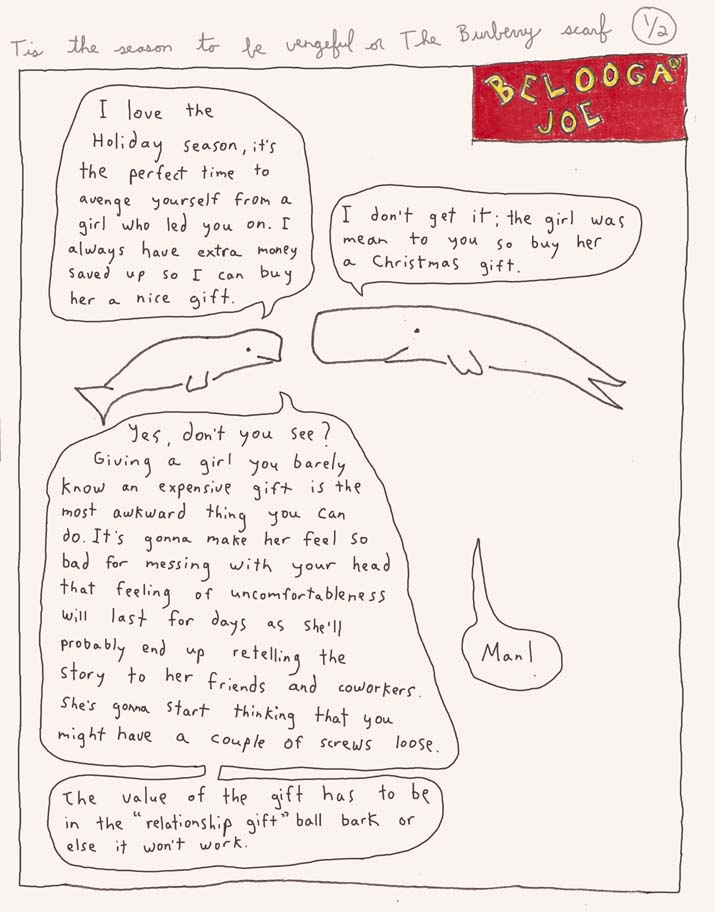 Tis the season to be vengeful or The Burberry scarf 1/2
BELOOGA
JOE
I love the
Holiday season, it's
the perfect time to
avenge yourself from a
girl who led you on. I
always have extra money
saved up so I can buy
her a nice gift.
I don't get it; the girl was
mean to you so buy her
a Christmas gift.
Yes, don't you see?
Giving a girl you barely
know an expensive gift is the
most awkward thing you can
do. It's gonna make her feel so
bad for messing with your head
that feeling of uncomfortableness
will last for days as she'll
probably end up retelling the
story to her friends and coworkers.
She's gonna start thinking that you
might have a couple of screws loose.
Man!
The value of the gift has to be
in the "relationship gift" ball bark or
else it won't work.